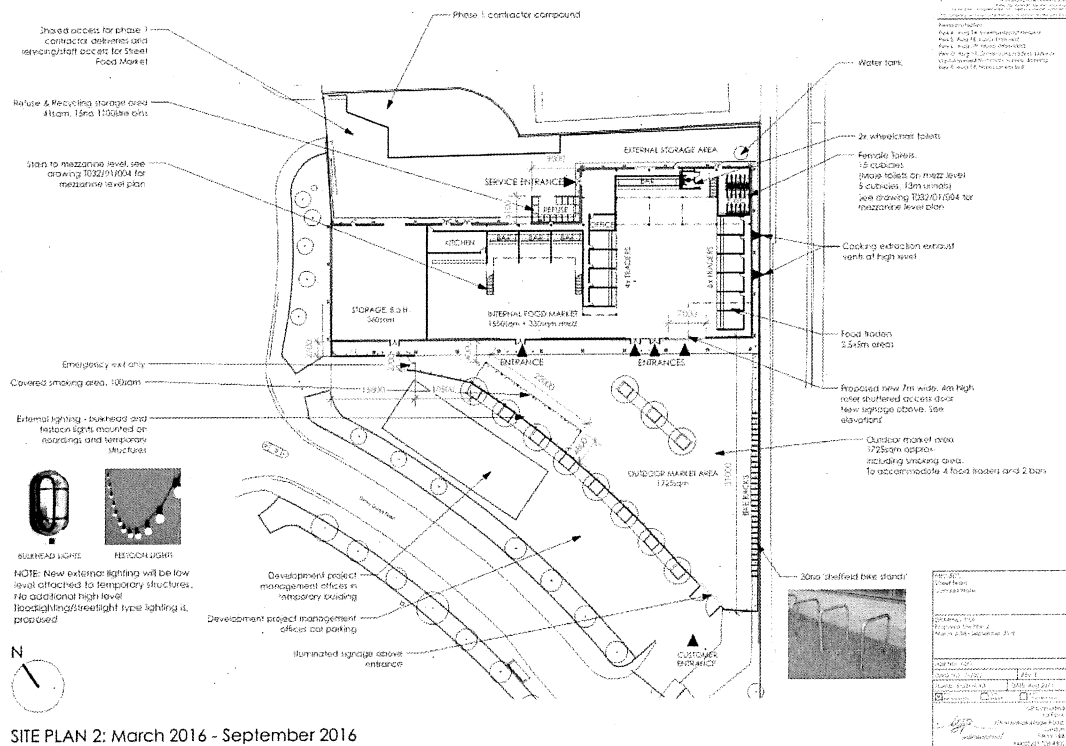 Phase 1 contractor compound
Shared access for phase 1
contractor deliveries and
servicing/staff access for Street
Food Market
Refuse & Recycling storage area
41sqm, 15no. 1100litre bins
Stairs to mezzanine level, see
drawing T032/01/004 for
mezzanine level plan
Water tank
2x wheelchair toilets
Female Toilets
15 cubicles
(Male toilets on mezz level
5 cubicles, 13m urinals)
See drawing T032/01/004 for
mezzanine level plan
Cooking extraction exhaust
vents at high level
Food traders
2.5x5m areas
Proposed new 7m wide, 4m high
roller shuttered access door
New signage above. See
elevations
Outdoor market area
1725sqm approx
including smoking area.
To accommodate 4 food traders and 2 bars
EXTERNAL STORAGE AREA
SERVICE ENTRANCE
REFUSE
BAR
OFFICE
KITCHEN
BAR
BAR
BAR
4x TRADERS
6x TRADERS
STORAGE, B.o.H
360sqm
INTERNAL FOOD MARKET
1550sqm + 330sqm mezz
7000
ENTRANCE
ENTRANCES
Emergency exit only
Covered smoking area, 100sqm
External lighting - bulkhead and
festoon lights mounted on
hoardings and temporary
structures
OUTDOOR MARKET AREA
1725sqm
BIKE RACKS
BULKHEAD LIGHTS
FESTOON LIGHTS
NOTE: New external lighting will be low
level attached to temporary structures.
No additional high level
floodlighting/streetlight type lighting is
proposed
Development project
management offices in
temporary building
Development project management
offices car parking
Illuminated signage above
entrance
CUSTOMER
ENTRANCE
20no 'sheffield bike stands'
N
SITE PLAN 2: March 2016 - September 2016